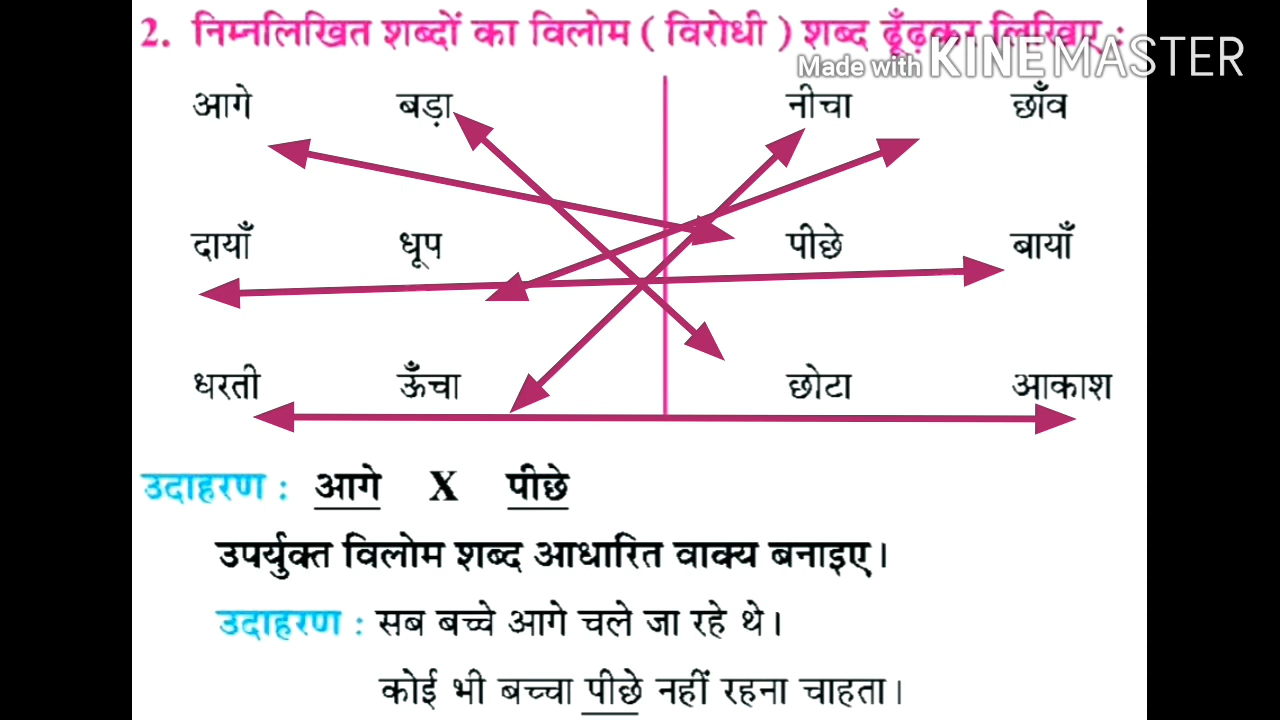 2. निम्नलिखित शब्दों का विलोम ( विरोधी ) शब्द ढूँढ़कर लिखिए :
Made with KINEMASTER
आगे बड़ा नीचा छाँव
दायाँ धूप पीछे बायाँ
धरती ऊँचा छोटा आकाश
उदाहरण : आगे X पीछे
उपर्युक्त विलोम शब्द आधारित वाक्य बनाइए।
उदाहरण : सब बच्चे आगे चले जा रहे थे।
कोई भी बच्चा पीछे नहीं रहना चाहता।